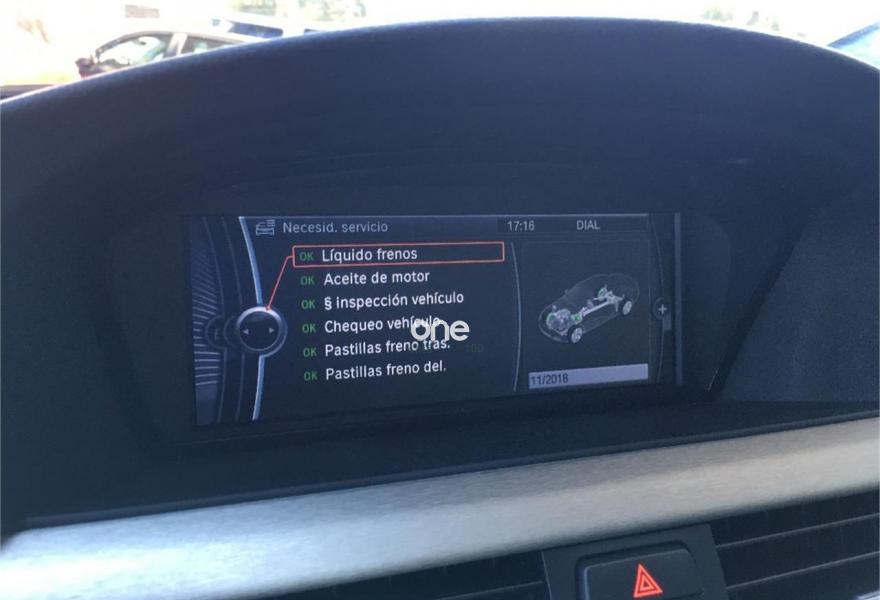 Necesid. servicio 17:16 DIAL
OK Líquido frenos
OK Aceite de motor
OK § inspección vehículo
OK Chequeo vehículo
OK Pastillas freno tras.
OK Pastillas freno del.
11/2018
one